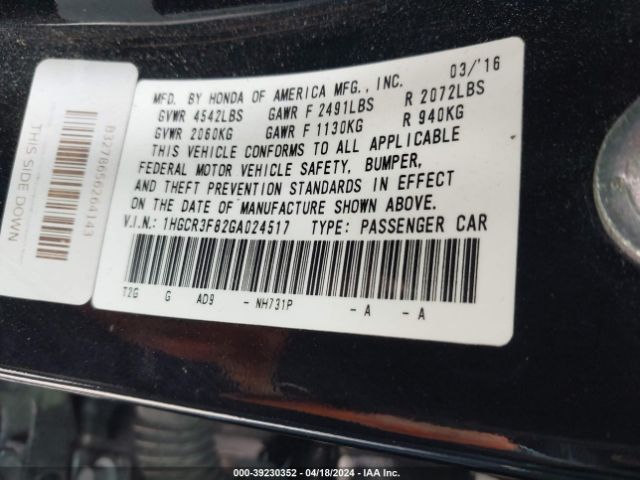 MFD. BY HONDA OF AMERICA MFG., INC. 03/'16
GVWR 4542LBS GAWR F 2491LBS R 2072LBS
GVWR 2060KG GAWR F 1130KG R 940KG
THIS VEHICLE CONFORMS TO ALL APPLICABLE
FEDERAL MOTOR VEHICLE SAFETY, BUMPER,
AND THEFT PREVENTION STANDARDS IN EFFECT
ON THE DATE OF MANUFACTURE SHOWN ABOVE.
V.I.N.: 1HGCR3F82GA024517 TYPE: PASSENGER CAR
T2G G AD9 - NH731P - A - A
B3278656264143
THIS SIDE DOWN
000-39230352 - 04/18/2024 - IAA Inc.